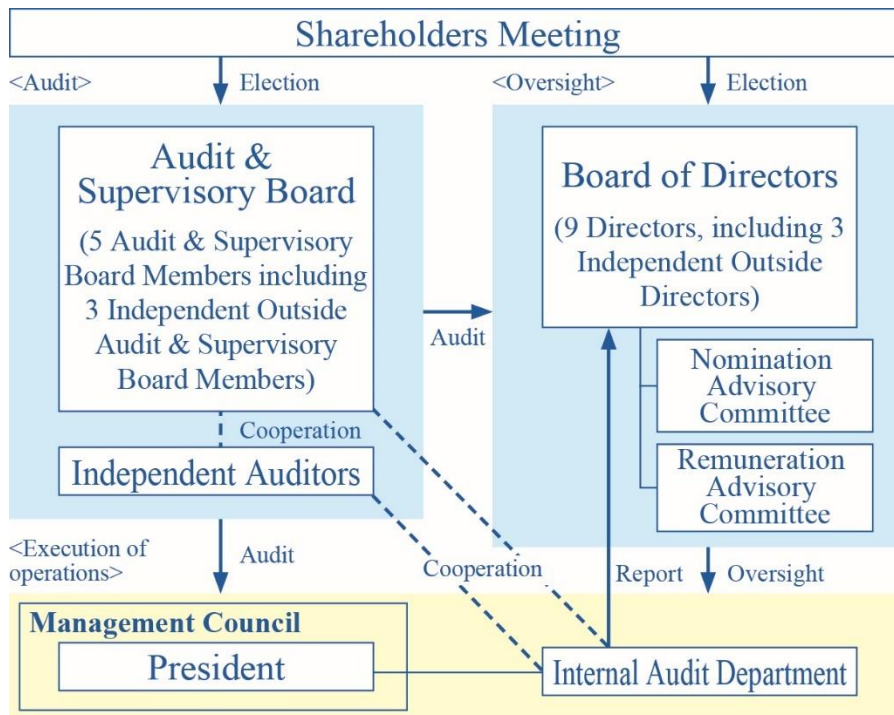 Shareholders Meeting
<Audit>
Election
<Oversight>
Election
Audit &
Supervisory Board
(5 Audit & Supervisory
Board Members including
3 Independent Outside
Audit & Supervisory
Board Members)
Cooperation
Independent Auditors
Audit
Board of Directors
(9 Directors, including 3
Independent Outside
Directors)
Nomination
Advisory
Committee
Remuneration
Advisory
Committee
<Execution of
operations>
Audit
Cooperation
Report
Oversight
Management Council
President
Internal Audit Department